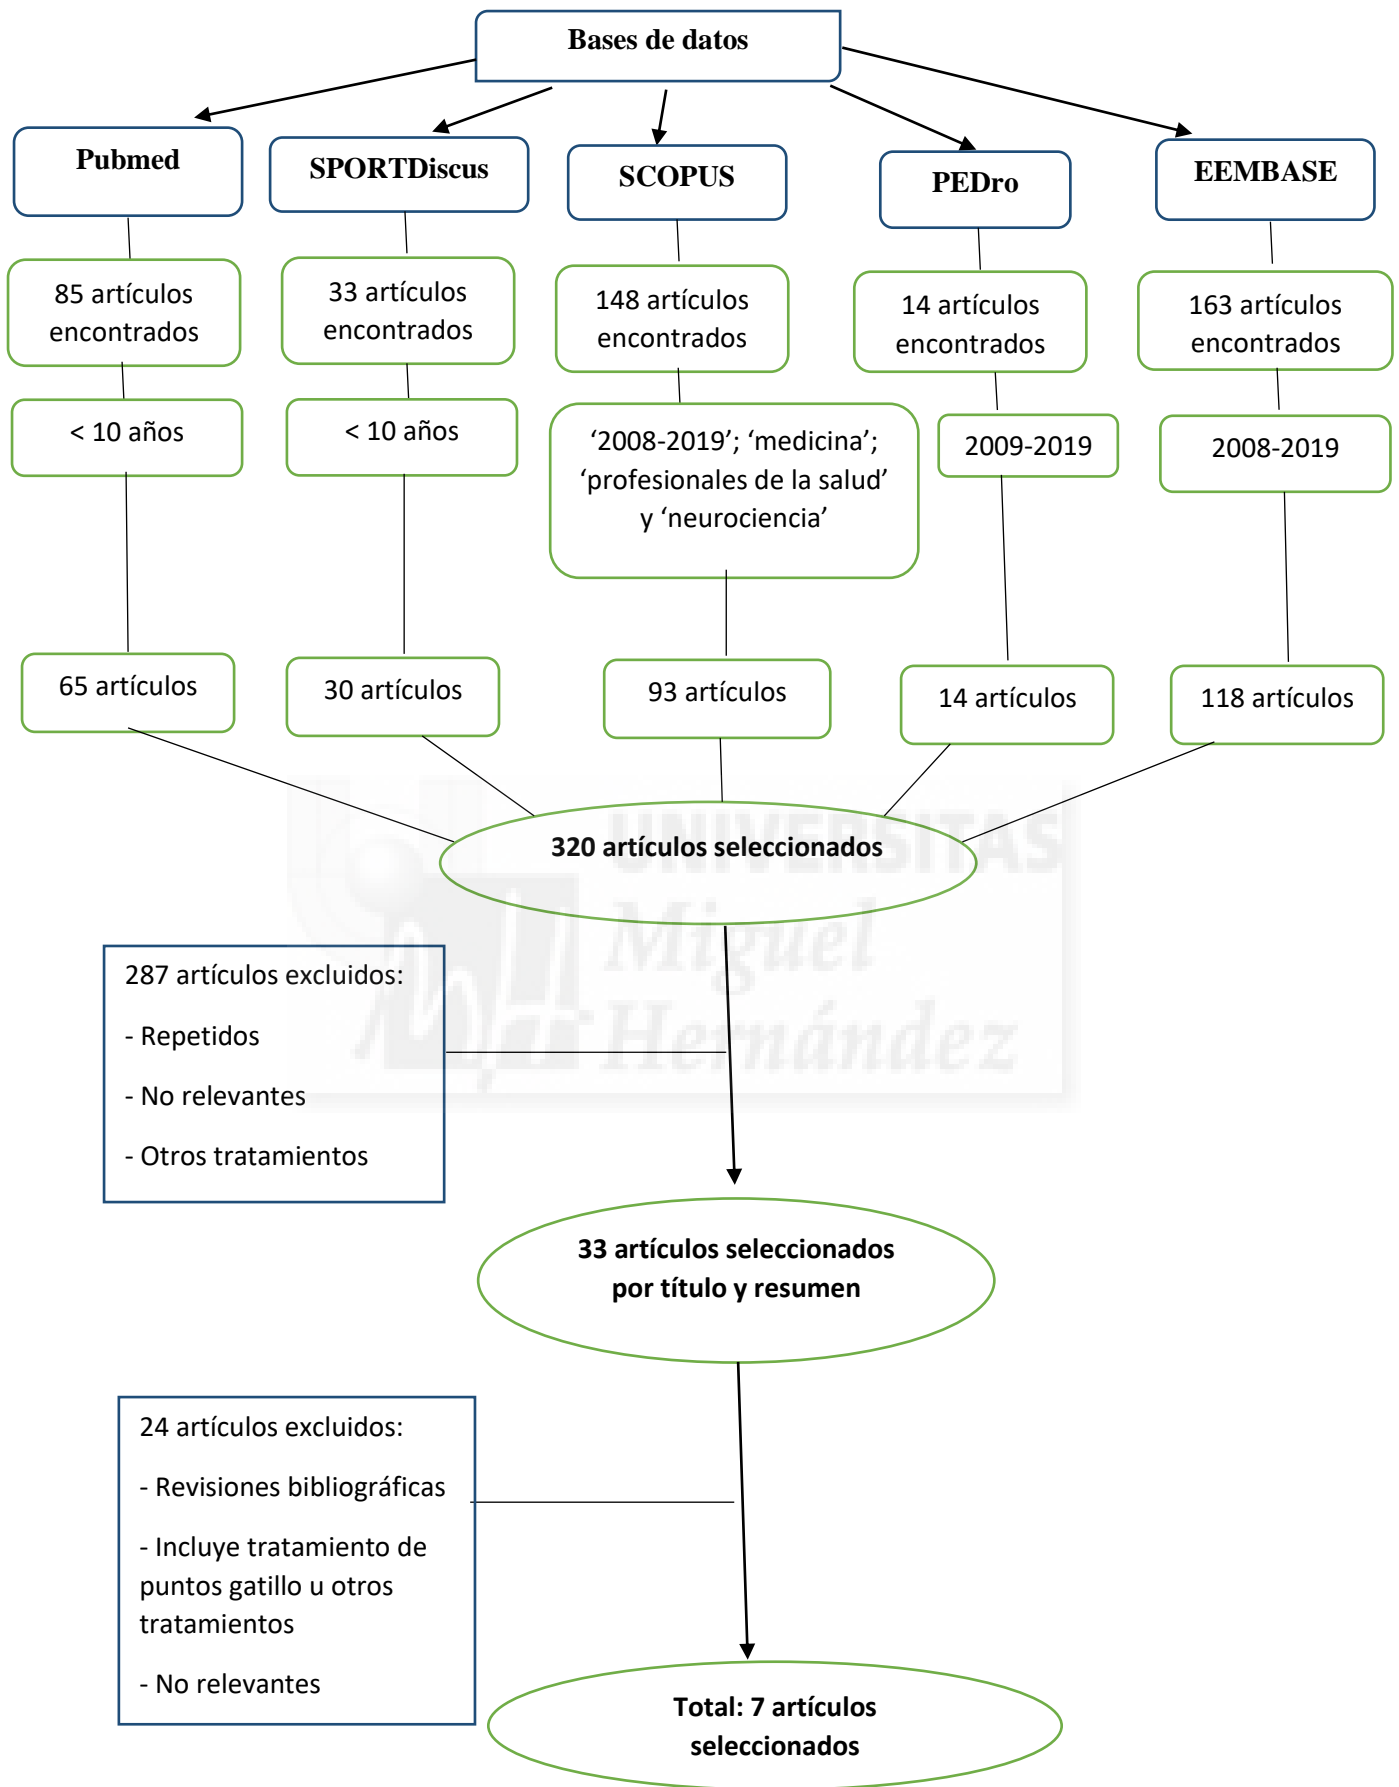 Bases de datos
Pubmed
SPORTDiscus
SCOPUS
PEDro
EEMBASE
85 artículos
encontrados
33 artículos
encontrados
148 artículos
encontrados
14 artículos
encontrados
163 artículos
encontrados
< 10 años
< 10 años
‘2008-2019’; ‘medicina’;
‘profesionales de la salud’
y ‘neurociencia’
2009-2019
2008-2019
65 artículos
30 artículos
93 artículos
14 artículos
118 artículos
320 artículos seleccionados
UNIVERSITAS
Miguel
Hernández
287 artículos excluidos:
- Repetidos
- No relevantes
- Otros tratamientos
33 artículos seleccionados
por título y resumen
24 artículos excluidos:
- Revisiones bibliográficas
- Incluye tratamiento de
puntos gatillo u otros
tratamientos
- No relevantes
Total: 7 artículos
seleccionados